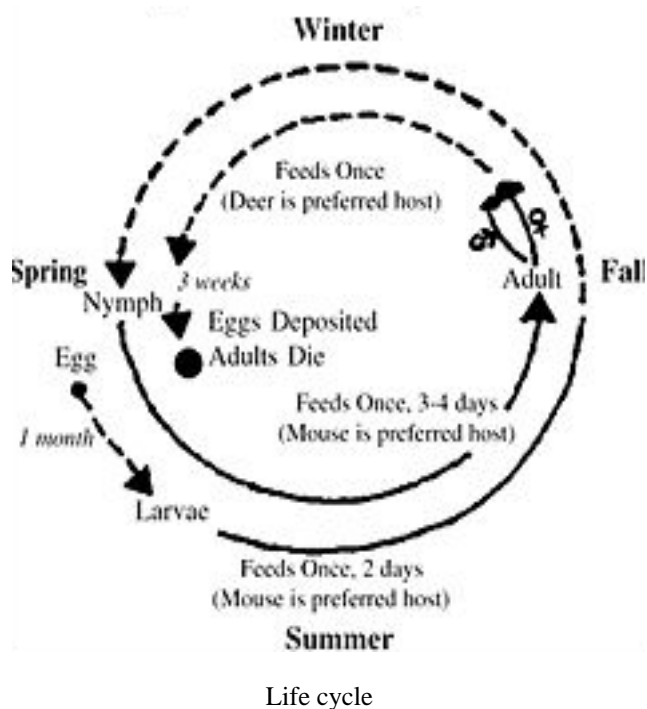 Winter
Feeds Once
(Deer is preferred host)
Spring
3 weeks
Adult
Fall
Nymph
Eggs Deposited
Adults Die
Egg
Feeds Once, 3-4 days
(Mouse is preferred host)
1 month
Larvae
Feeds Once, 2 days
(Mouse is preferred host)
Summer
Life cycle